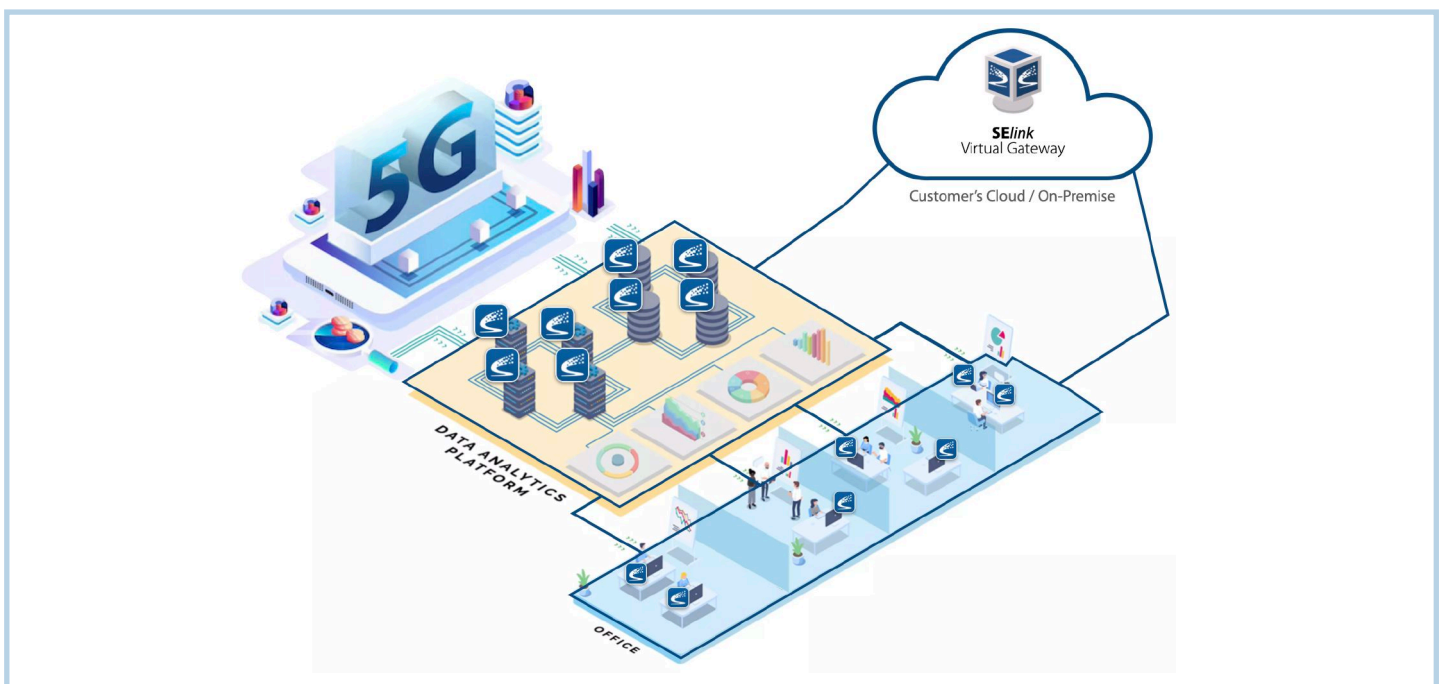 5G
SElink
Virtual Gateway
Customer's Cloud / On-Premise
DATA ANALYTICS
PLATFORM
OFFICE